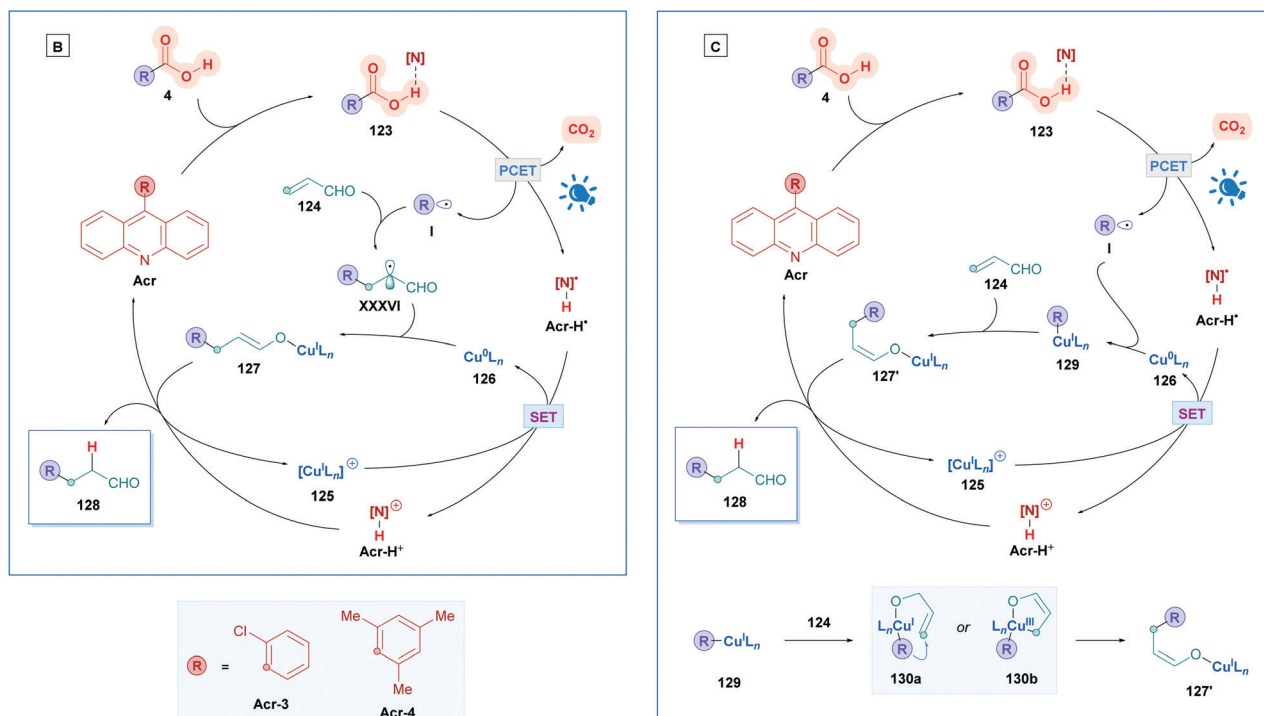 B
O
R
O
H
4
[N]
O
H
R
O
123
CO2
PCET
R
N
Acr
CHO
124
R
I
R
CHO
XXXVI
[N]•
H
Acr-H•
R
O
CuILn
127
Cu0Ln
126
SET
H
R
CHO
128
[CuILn]⊕
125
[N]⊕
H
Acr-H+
R
=
Cl
Acr-3
Me
Me
Me
Acr-4
C
O
R
O
H
4
[N]
O
H
R
O
123
CO2
PCET
R
N
Acr
R
I
CHO
124
[N]•
H
Acr-H•
R
O
CuILn
127'
R
CuILn
129
Cu0Ln
126
SET
H
R
CHO
128
[CuILn]⊕
125
[N]⊕
H
Acr-H+
R
CuILn
129
124
O
LnCuI
R
130a
or
O
LnCuIII
R
130b
R
O
CuILn
127'